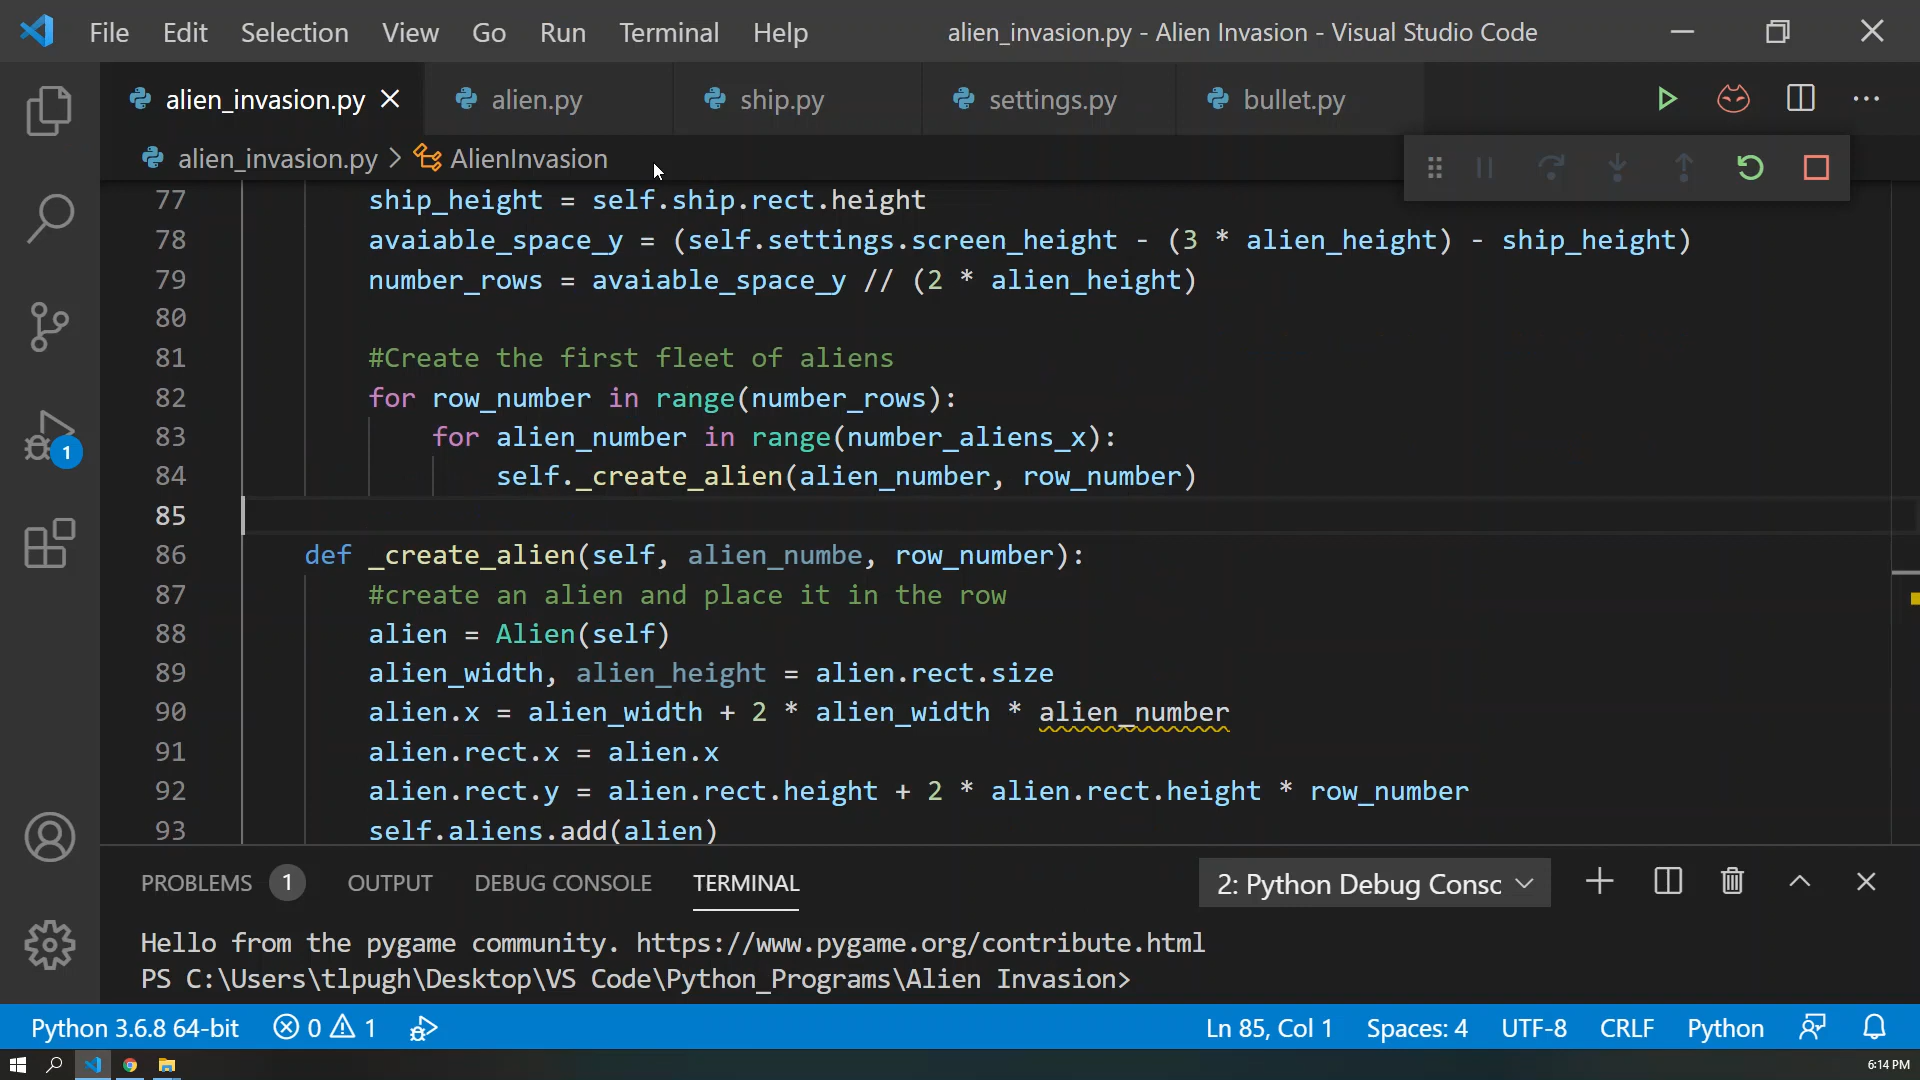 File Edit Selection View Go Run Terminal Help alien_invasion.py - Alien Invasion - Visual Studio Code
alien_invasion.py alien.py ship.py settings.py bullet.py
alien_invasion.py > AlienInvasion
77 ship_height = self.ship.rect.height
78 avaiable_space_y = (self.settings.screen_height - (3 * alien_height) - ship_height)
79 number_rows = avaiable_space_y // (2 * alien_height)
80
81 #Create the first fleet of aliens
82 for row_number in range(number_rows):
83 for alien_number in range(number_aliens_x):
84 self._create_alien(alien_number, row_number)
85
86 def _create_alien(self, alien_numbe, row_number):
87 #create an alien and place it in the row
88 alien = Alien(self)
89 alien_width, alien_height = alien.rect.size
90 alien.x = alien_width + 2 * alien_width * alien_number
91 alien.rect.x = alien.x
92 alien.rect.y = alien.rect.height + 2 * alien.rect.height * row_number
93 self.aliens.add(alien)
1
PROBLEMS 1 OUTPUT DEBUG CONSOLE TERMINAL 2: Python Debug Consc
Hello from the pygame community. https://www.pygame.org/contribute.html
PS C:\Users\tlpugh\Desktop\VS Code\Python_Programs\Alien Invasion>
Python 3.6.8 64-bit 0 1 Ln 85, Col 1 Spaces: 4 UTF-8 CRLF Python
6:14 PM